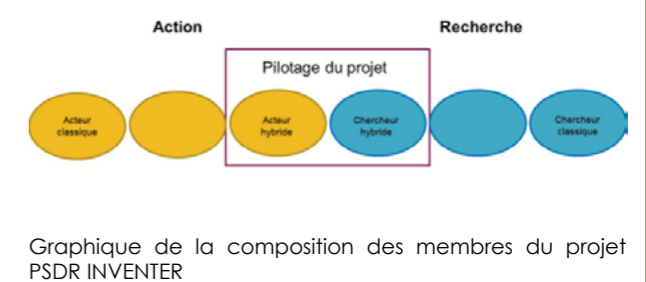 Action Recherche
Pilotage du projet
Acteur
classique
Acteur
hybride
Chercheur
hybride
Chercheur
classique
Graphique de la composition des membres du projet
PSDR INVENTER